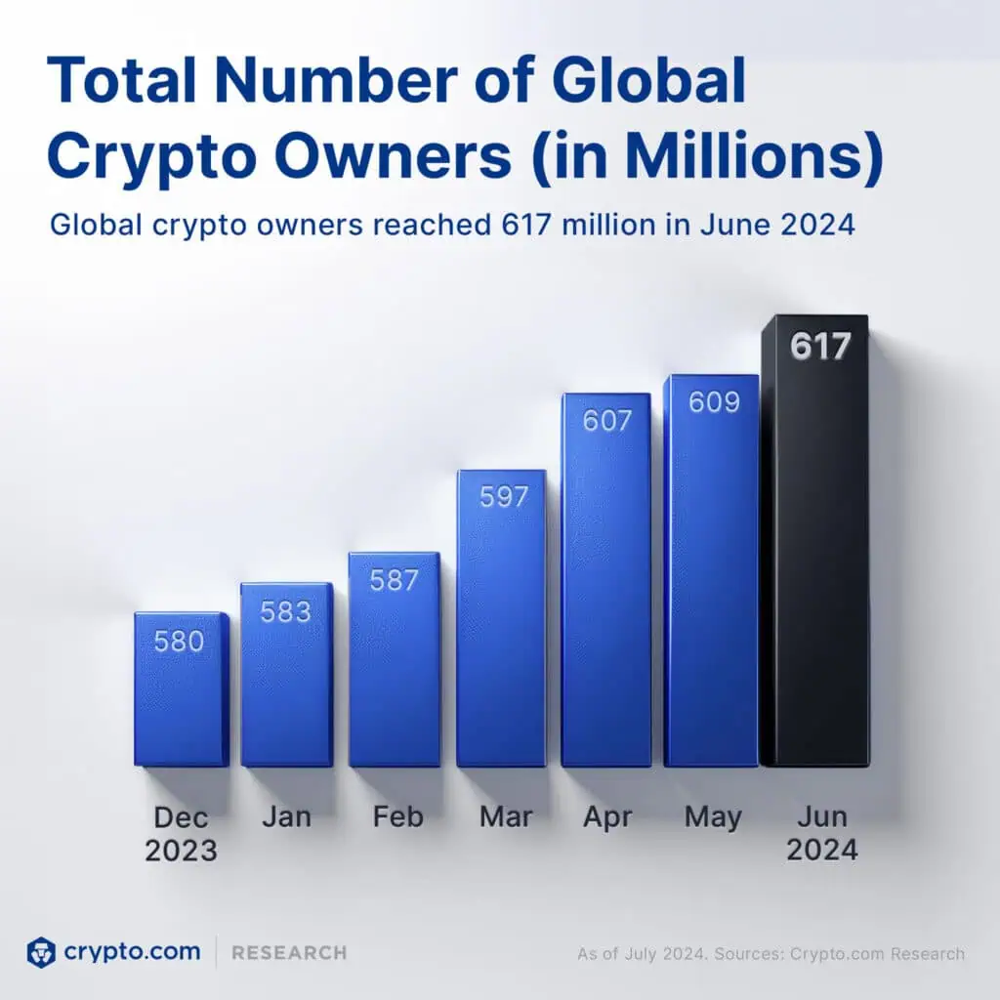 Total Number of Global
Crypto Owners (in Millions)
Global crypto owners reached 617 million in June 2024
617
609
607
597
587
583
580
Dec
2023
Jan
Feb
Mar
Apr
May
Jun
2024
crypto.com | RESEARCH
As of July 2024. Sources: Crypto.com Research